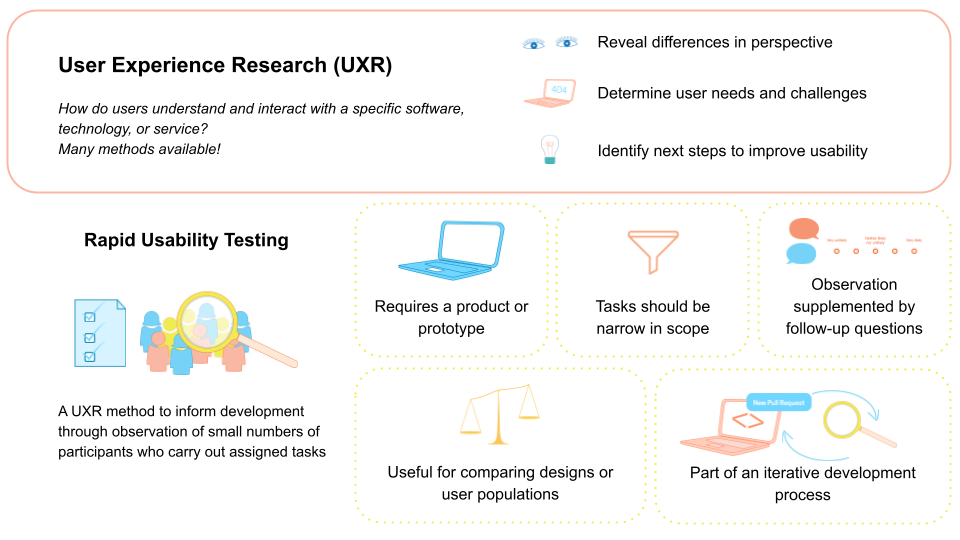 User Experience Research (UXR)
How do users understand and interact with a specific software,
technology, or service?
Many methods available!
Reveal differences in perspective
404
Determine user needs and challenges
Identify next steps to improve usability
Rapid Usability Testing
A UXR method to inform development
through observation of small numbers of
participants who carry out assigned tasks
Requires a product or
prototype
Tasks should be
narrow in scope
Very unlikely
Neither likely
nor unlikely
Very likely
Observation
supplemented by
follow-up questions
Useful for comparing designs or
user populations
New Pull Request
</>
Part of an iterative development
process